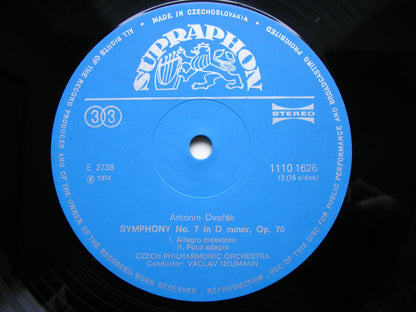 MADE IN CZECHOSLOVAKIA
ALL RIGHTS OF THE RECORD PRODUCER AND OF THE OWNER OF THE RECORDED WORK RESERVED · REPRODUCTION · USE OF THIS DISC FOR PUBLIC PERFORMANCE AND BROADCASTING PROHIBITED
SUPRAPHON
33
STEREO
E 2738
1110 1626
Ⓟ 1974
12 (16 sides)
Antonín Dvořák
SYMPHONY No. 7 in D minor, Op. 70
I. Allegro maestoso
II. Poco adagio
CZECH PHILHARMONIC ORCHESTRA
Conductor: VÁCLAV NEUMANN